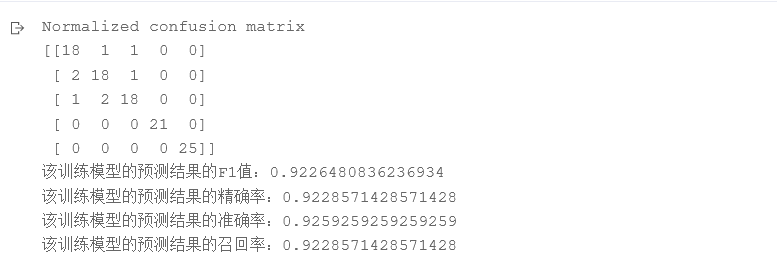 Normalized confusion matrix
[[18  1  1  0  0]
 [ 2 18  1  0  0]
 [ 1  2 18  0  0]
 [ 0  0  0 21  0]
 [ 0  0  0  0 25]]
该训练模型的预测结果的F1值：0.9226480836236934
该训练模型的预测结果的精确率：0.9228571428571428
该训练模型的预测结果的准确率：0.9259259259259259
该训练模型的预测结果的召回率：0.9228571428571428